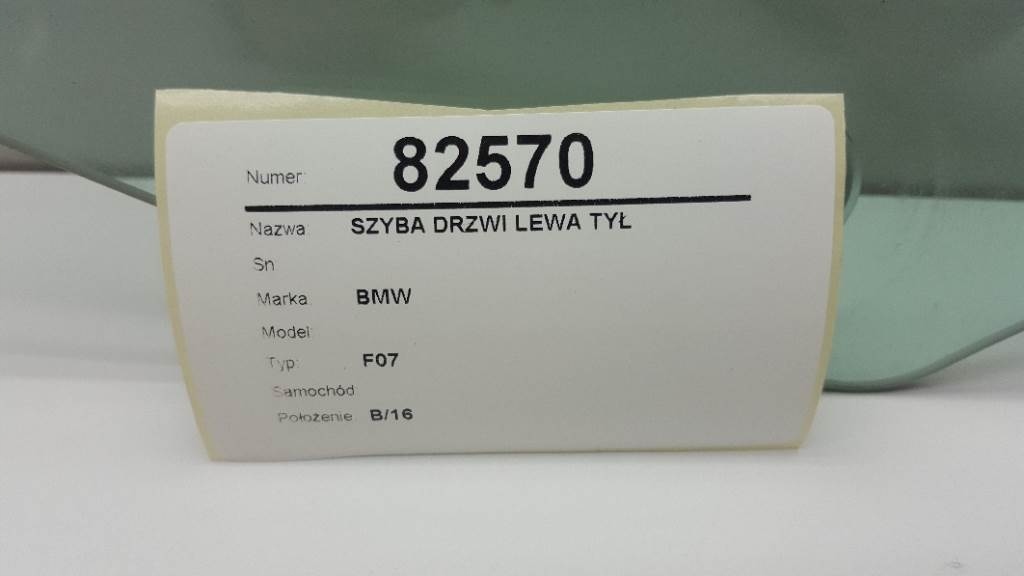 Numer: 82570
Nazwa: SZYBA DRZWI LEWA TYŁ
Sn
Marka: BMW
Model:
Typ: F07
Samochód
Położenie: B/16